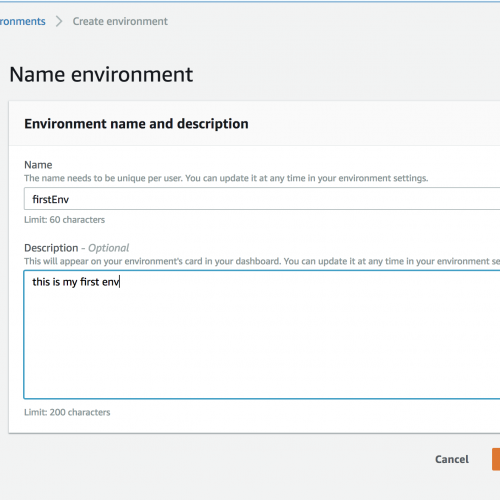 ronments > Create environment
Name environment
Environment name and description
Name
The name needs to be unique per user. You can update it at any time in your environment settings.
firstEnv
Limit: 60 characters
Description - Optional
This will appear on your environment's card in your dashboard. You can update it at any time in your environment se
this is my first env
Limit: 200 characters
Cancel